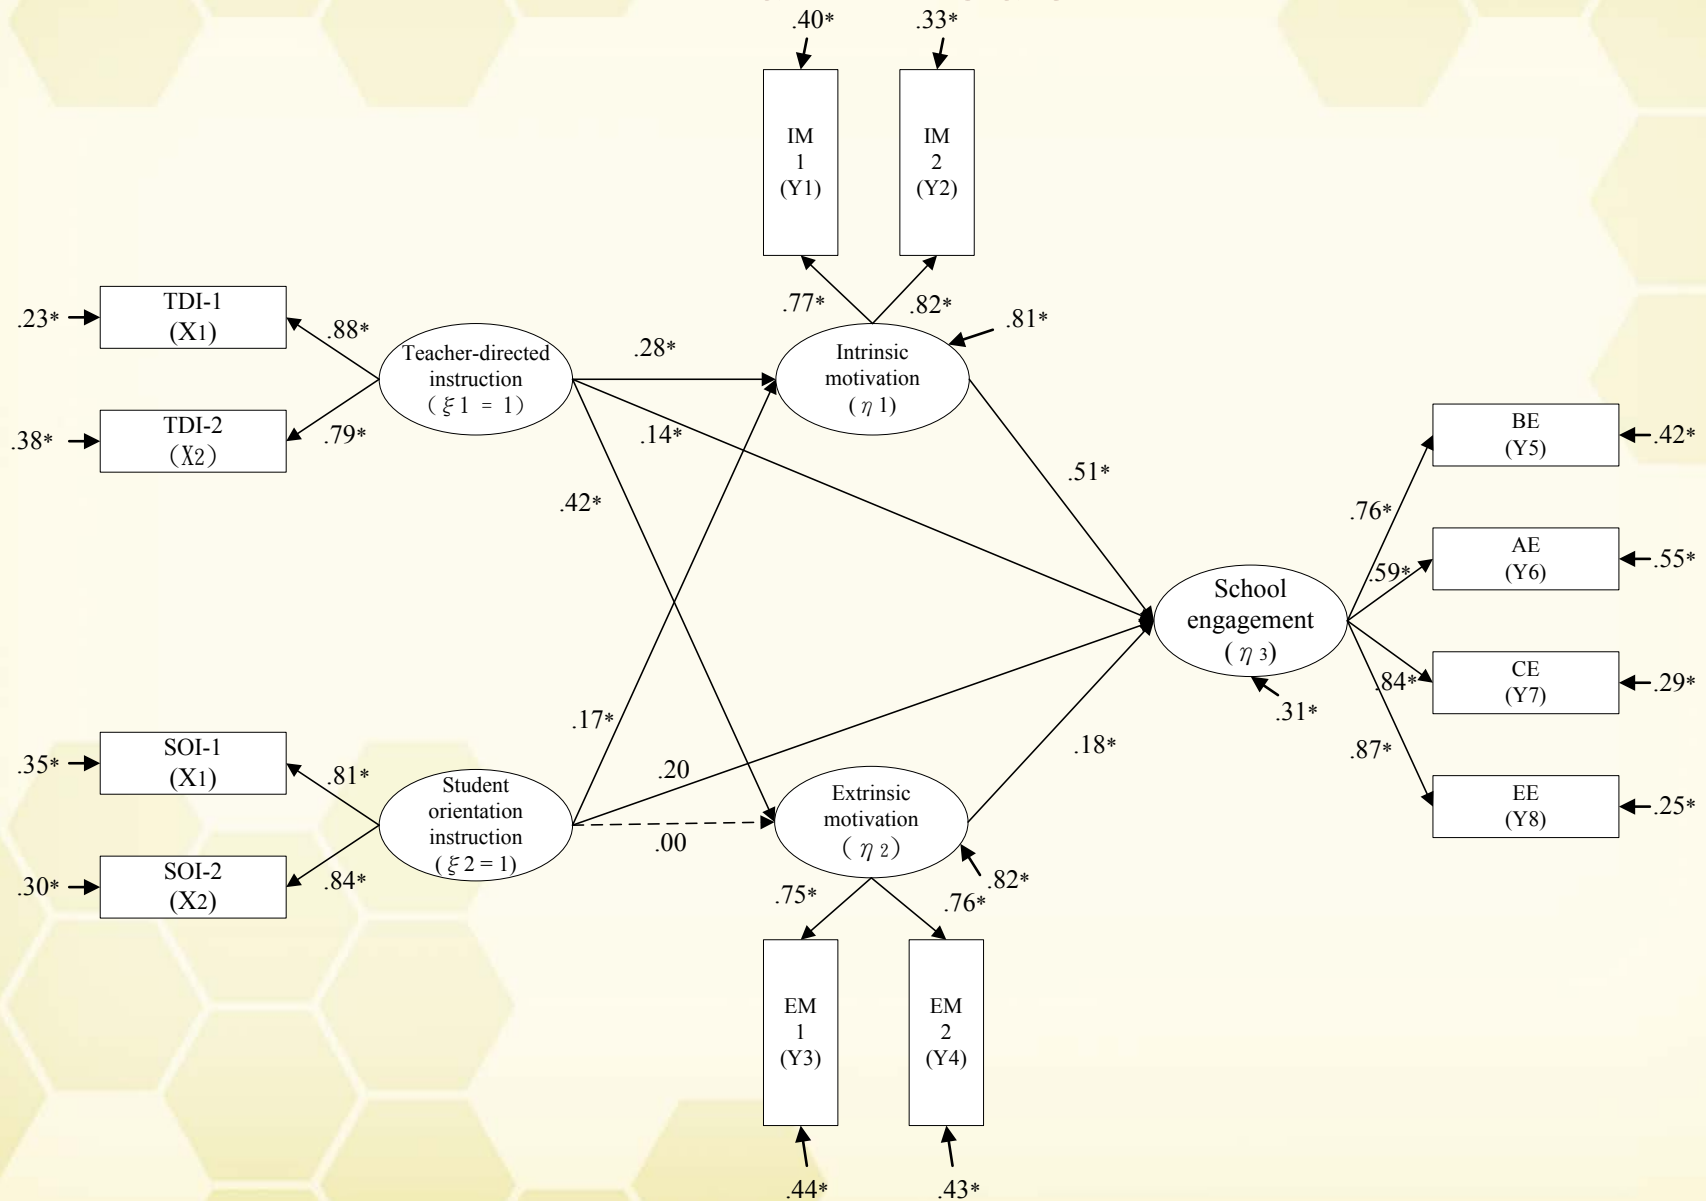 .40*
.33*
IM
1
(Y1)
IM
2
(Y2)
.77*
.82*
.81*
TDI-1
(X1)
.23*
.88*
TDI-2
(X2)
.38*
.79*
Teacher-directed
instruction
(ξ1 = 1)
.28*
.14*
.42*
Intrinsic
motivation
(η1)
.51*
BE
(Y5)
.42*
.76*
AE
(Y6)
.55*
.59*
School
engagement
(η3)
.31*
CE
(Y7)
.29*
.84*
.87*
EE
(Y8)
.25*
SOI-1
(X1)
.35*
.81*
SOI-2
(X2)
.30*
.84*
Student
orientation
instruction
(ξ2=1)
.17*
.20
.00
Extrinsic
motivation
(η2)
.18*
.82*
.75*
.76*
EM
1
(Y3)
EM
2
(Y4)
.44*
.43*